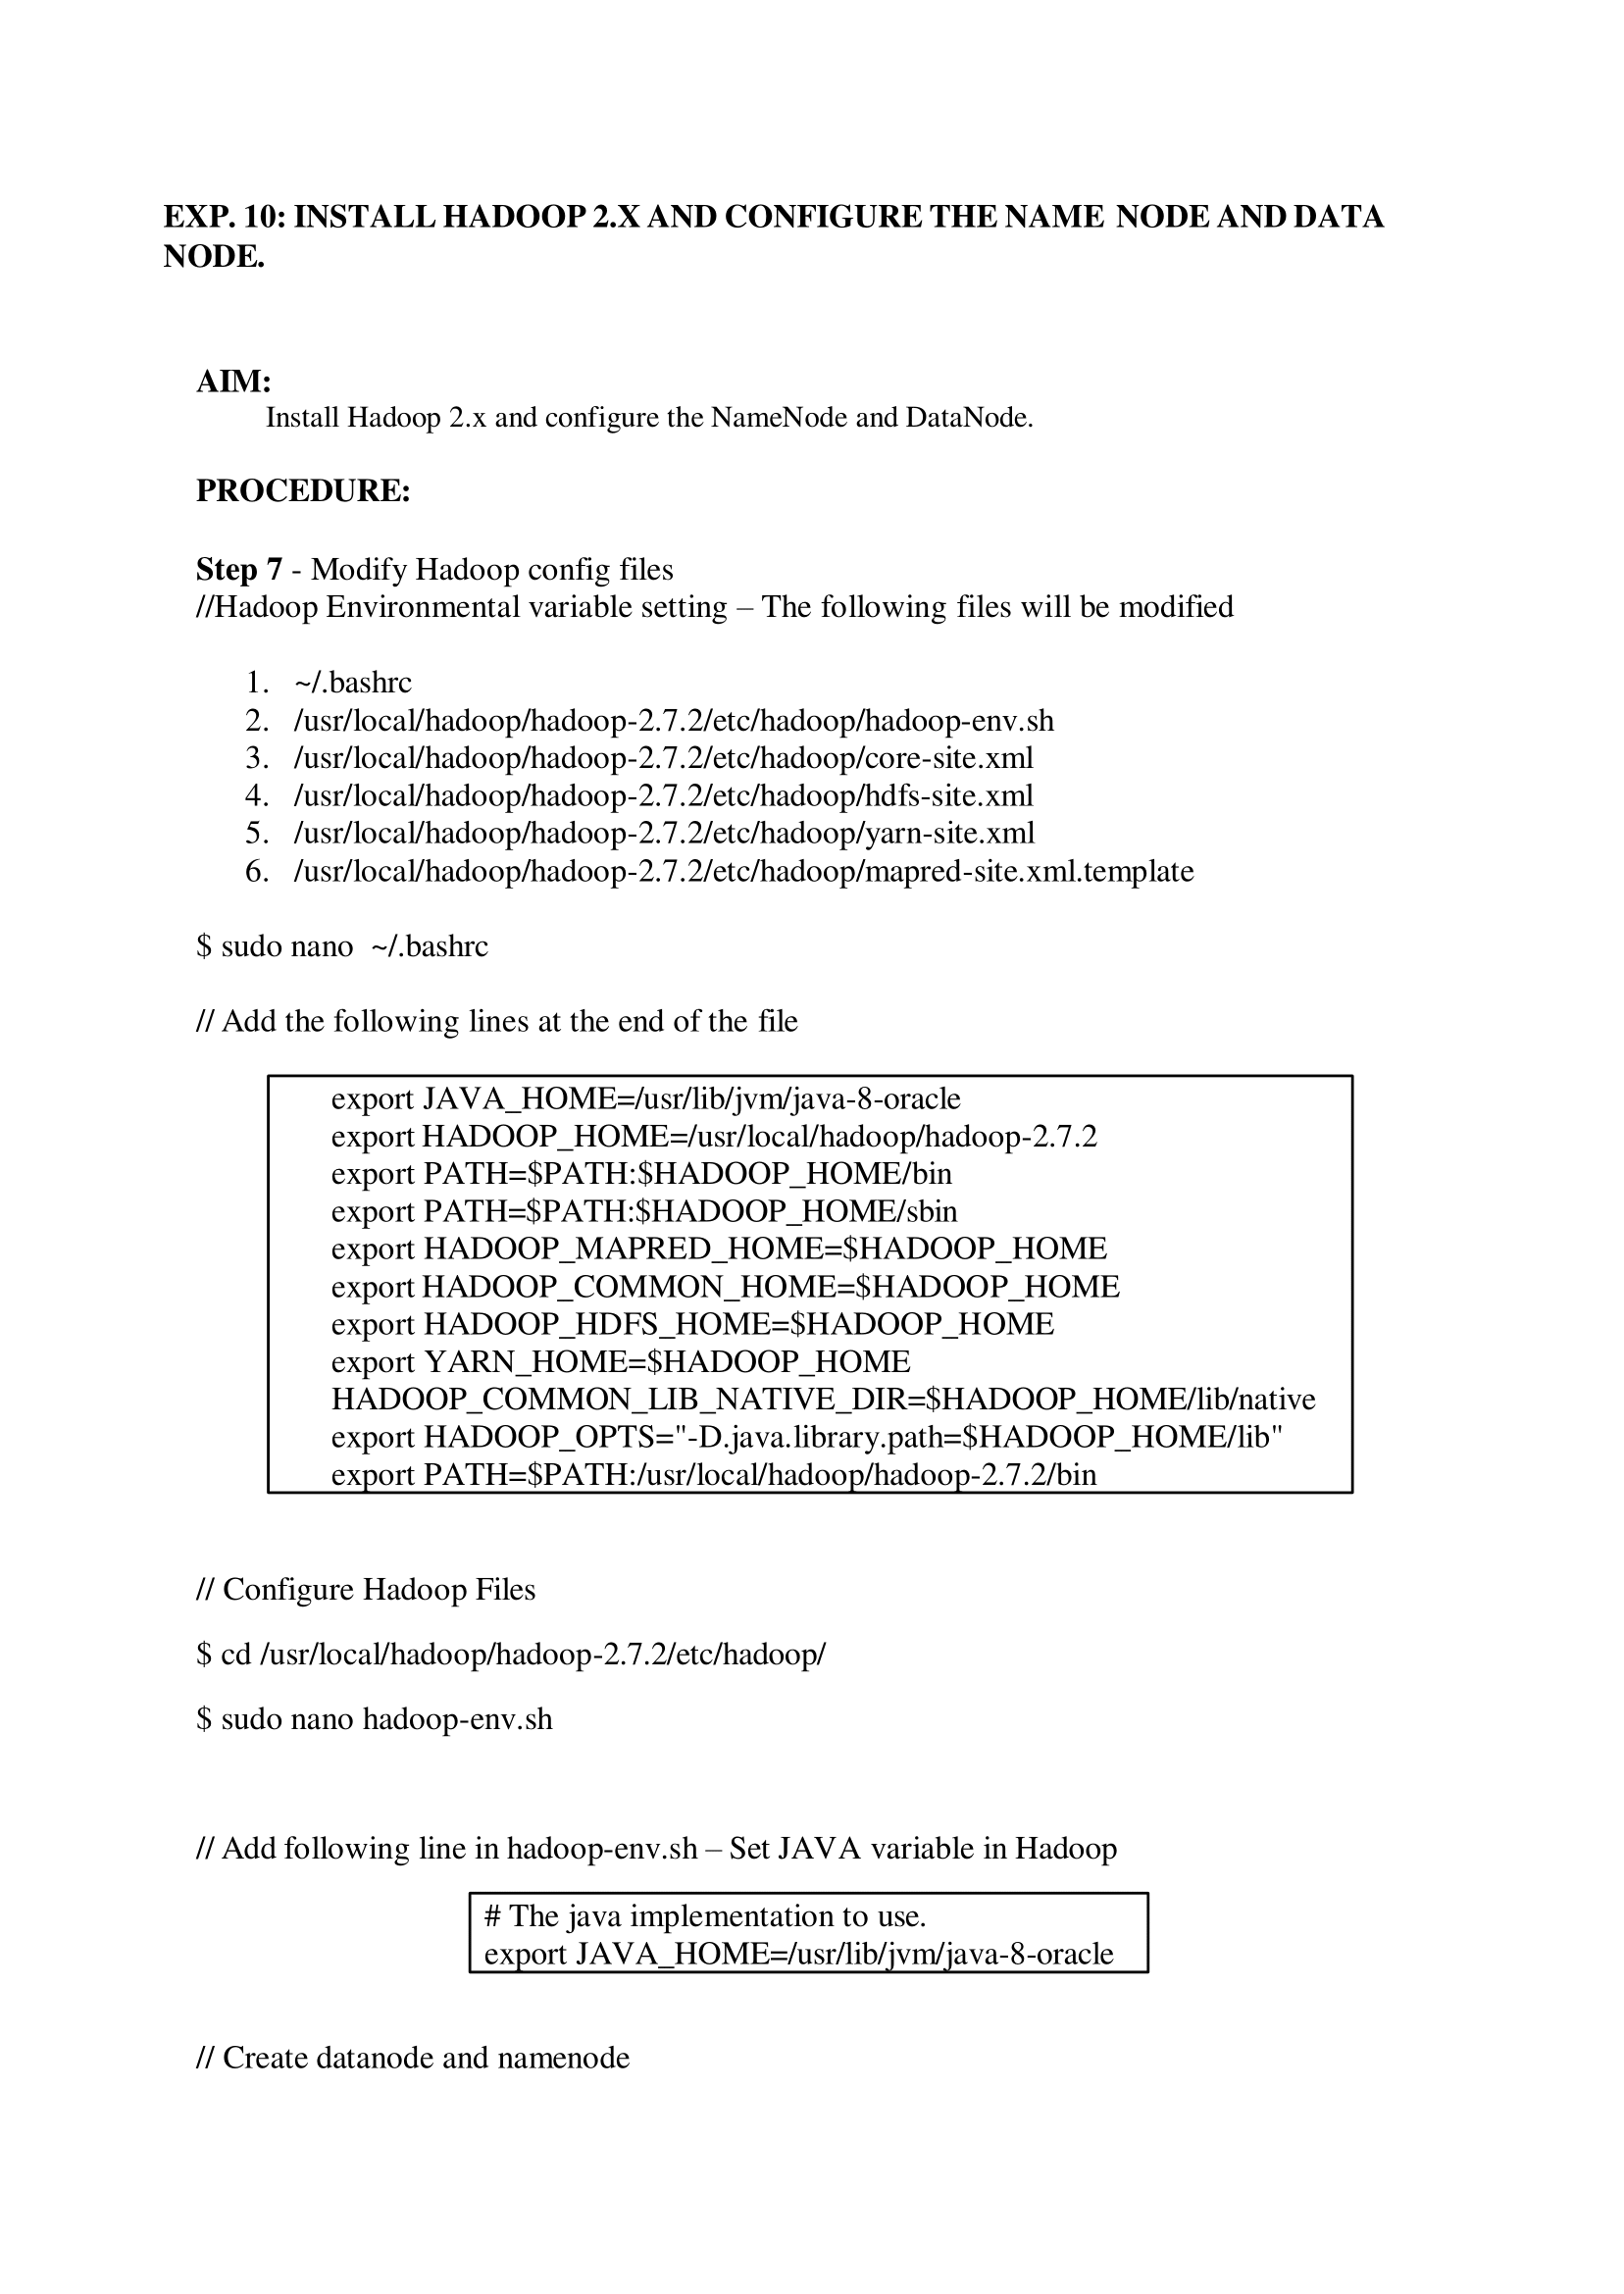 EXP. 10: INSTALL HADOOP 2.X AND CONFIGURE THE NAME NODE AND DATA
NODE.
AIM:
Install Hadoop 2.x and configure the NameNode and DataNode.
PROCEDURE:
Step 7 - Modify Hadoop config files
//Hadoop Environmental variable setting – The following files will be modified
1. ~/.bashrc
2. /usr/local/hadoop/hadoop-2.7.2/etc/hadoop/hadoop-env.sh
3. /usr/local/hadoop/hadoop-2.7.2/etc/hadoop/core-site.xml
4. /usr/local/hadoop/hadoop-2.7.2/etc/hadoop/hdfs-site.xml
5. /usr/local/hadoop/hadoop-2.7.2/etc/hadoop/yarn-site.xml
6. /usr/local/hadoop/hadoop-2.7.2/etc/hadoop/mapred-site.xml.template
$ sudo nano ~/.bashrc
// Add the following lines at the end of the file
export JAVA_HOME=/usr/lib/jvm/java-8-oracle
export HADOOP_HOME=/usr/local/hadoop/hadoop-2.7.2
export PATH=$PATH:$HADOOP_HOME/bin
export PATH=$PATH:$HADOOP_HOME/sbin
export HADOOP_MAPRED_HOME=$HADOOP_HOME
export HADOOP_COMMON_HOME=$HADOOP_HOME
export HADOOP_HDFS_HOME=$HADOOP_HOME
export YARN_HOME=$HADOOP_HOME
HADOOP_COMMON_LIB_NATIVE_DIR=$HADOOP_HOME/lib/native
export HADOOP_OPTS="-D.java.library.path=$HADOOP_HOME/lib"
export PATH=$PATH:/usr/local/hadoop/hadoop-2.7.2/bin
// Configure Hadoop Files
$ cd /usr/local/hadoop/hadoop-2.7.2/etc/hadoop/
$ sudo nano hadoop-env.sh
// Add following line in hadoop-env.sh – Set JAVA variable in Hadoop
# The java implementation to use.
export JAVA_HOME=/usr/lib/jvm/java-8-oracle
// Create datanode and namenode